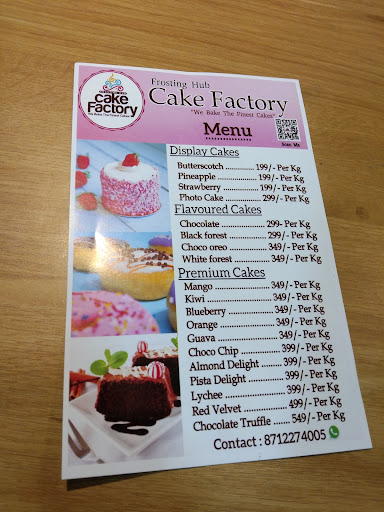 Cake
Factory
We Bake The Finest Cakes
Frosting Hub
Cake Factory
"We Bake The Finest Cakes"
Menu
Scan Me
Display Cakes
Butterscotch .............. 199/- Per Kg
Pineapple ................... 199/- Per Kg
Strawberry ................. 199/- Per Kg
Photo Cake ................. 299/- Per Kg
Flavoured Cakes
Chocolate .................... 299- Per Kg
Black forest ................ 299/- Per Kg
Choco oreo .................. 349/- Per Kg
White forest ................ 349/- Per Kg
Premium Cakes
Mango ........................ 349/- Per Kg
Kiwi ............................ 349/- Per Kg
Blueberry .................... 349/- Per Kg
Orange ........................ 349/- Per Kg
Guava .......................... 349/- Per Kg
Choco Chip .................. 399/- Per Kg
Almond Delight .......... 399/- Per Kg
Pista Delight ............... 399/- Per Kg
Lychee ......................... 399/- Per Kg
Red Velvet ................... 499/- Per Kg
Chocolate Truffle ....... 549/- Per Kg
Contact : 8712274005